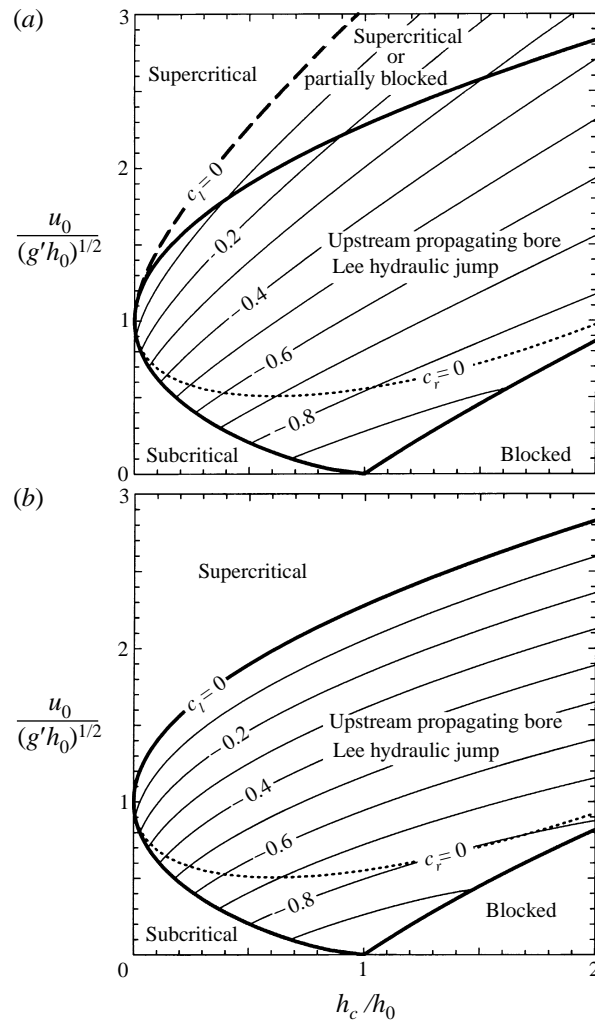 (a)
3
Supercritical
Supercritical
or
partially blocked
c_l = 0
2
u_0
(g′h_0)^{1/2}
−0.2
Upstream propagating bore
−0.4
Lee hydraulic jump
1
−0.6
c_r = 0
−0.8
Subcritical
Blocked
0
(b)
3
Supercritical
2
c_l = 0
u_0
(g′h_0)^{1/2}
Upstream propagating bore
−0.2
Lee hydraulic jump
−0.4
1
−0.6
c_r = 0
−0.8
Blocked
Subcritical
0 1 2
h_c/h_0